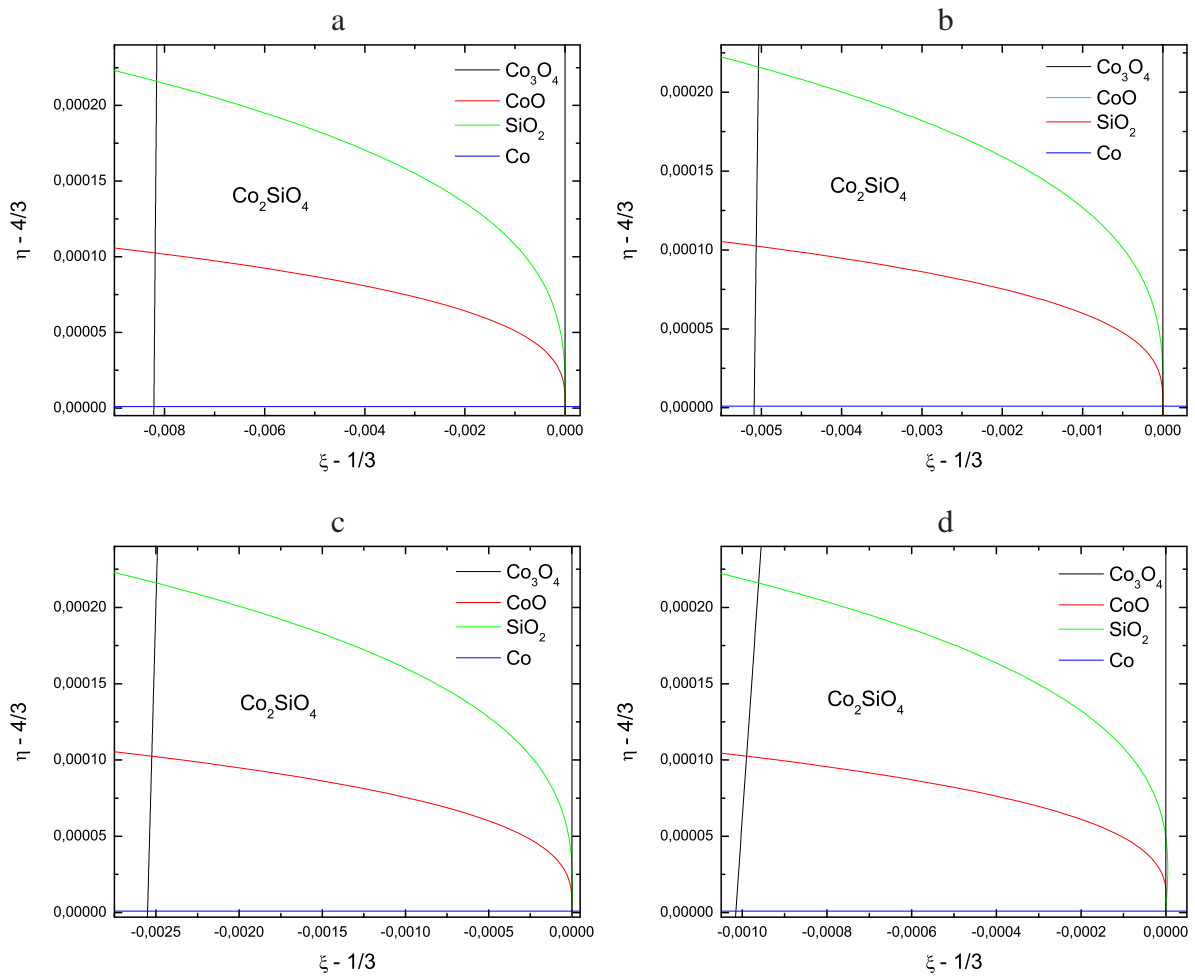 a
Co3O4
CoO
SiO2
Co
Co2SiO4
0,00020
0,00015
0,00010
0,00005
0,00000
η - 4/3
-0,008
-0,006
-0,004
-0,002
0,000
ξ - 1/3
b
Co3O4
CoO
SiO2
Co
Co2SiO4
0,00020
0,00015
0,00010
0,00005
0,00000
η - 4/3
-0,005
-0,004
-0,003
-0,002
-0,001
0,000
ξ - 1/3
c
Co3O4
CoO
SiO2
Co
Co2SiO4
0,00020
0,00015
0,00010
0,00005
0,00000
η - 4/3
-0,0025
-0,0020
-0,0015
-0,0010
-0,0005
0,0000
ξ - 1/3
d
Co3O4
CoO
SiO2
Co
Co2SiO4
0,00020
0,00015
0,00010
0,00005
0,00000
η - 4/3
-0,0010
-0,0008
-0,0006
-0,0004
-0,0002
0,0000
ξ - 1/3